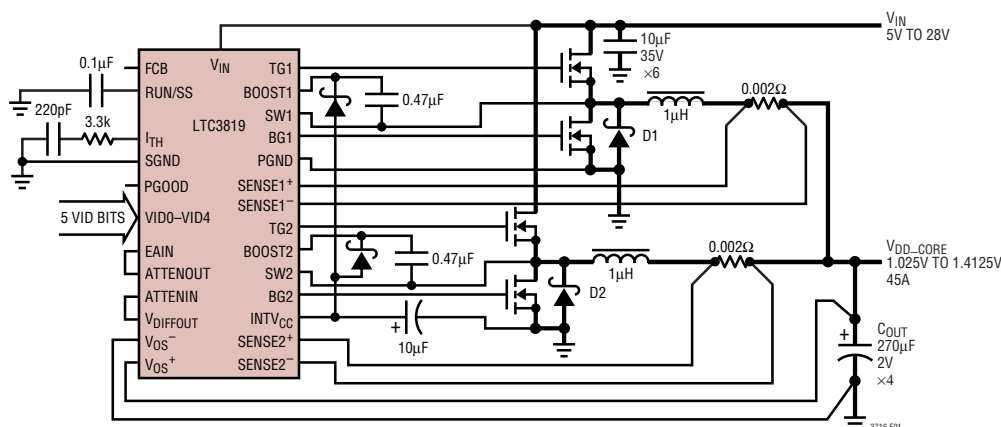 0.1µF
220pF
3.3k
5 VID BITS
FCB
RUN/SS
I_TH
SGND
PGOOD
VID0–VID4
EAIN
ATTENOUT
ATTENIN
V_DIFFOUT
V_OS^–
V_OS^+
V_IN
LTC3819
TG1
BOOST1
SW1
BG1
PGND
SENSE1^+
SENSE1^–
TG2
BOOST2
SW2
BG2
INTV_CC
SENSE2^+
SENSE2^–
0.47µF
0.47µF
+
10µF
10µF
35V
×6
D1
1µH
0.002Ω
D2
1µH
0.002Ω
V_IN
5V TO 28V
V_DD_CORE
1.025V TO 1.4125V
45A
+
C_OUT
270µF
2V
×4
3716 F01